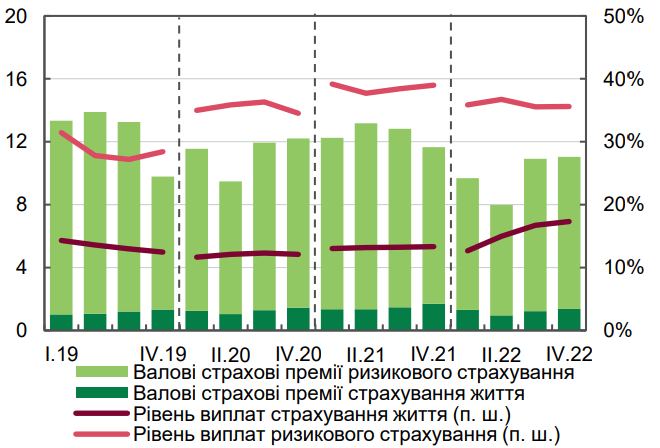 20 50%
16 40%
12 30%
8 20%
4 10%
0 0%
I.19 IV.19 II.20 IV.20 II.21 IV.21 II.22 IV.22
Валові страхові премії ризикового страхування
Валові страхові премії страхування життя
Рівень виплат страхування життя (п. ш.)
Рівень виплат ризикового страхування (п. ш.)